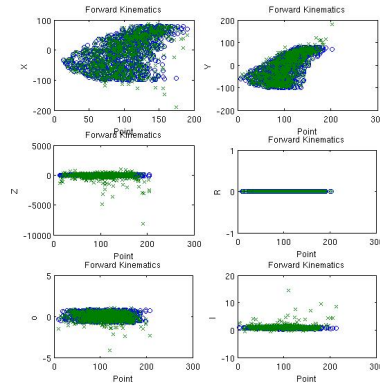 Forward Kinematics
Forward Kinematics
200
100
0
-100
-200
X
0 50 100 150 200
Point
200
100
0
-100
-200
Y
0 100 200 300
Point
Forward Kinematics
Forward Kinematics
5000
0
-5000
-10000
Z
0 100 200 300
Point
1
0
-1
R
0 100 200 300
Point
Forward Kinematics
Forward Kinematics
5
0
-5
o
0 100 200 300
Point
20
10
0
-10
0 100 200 300
Point